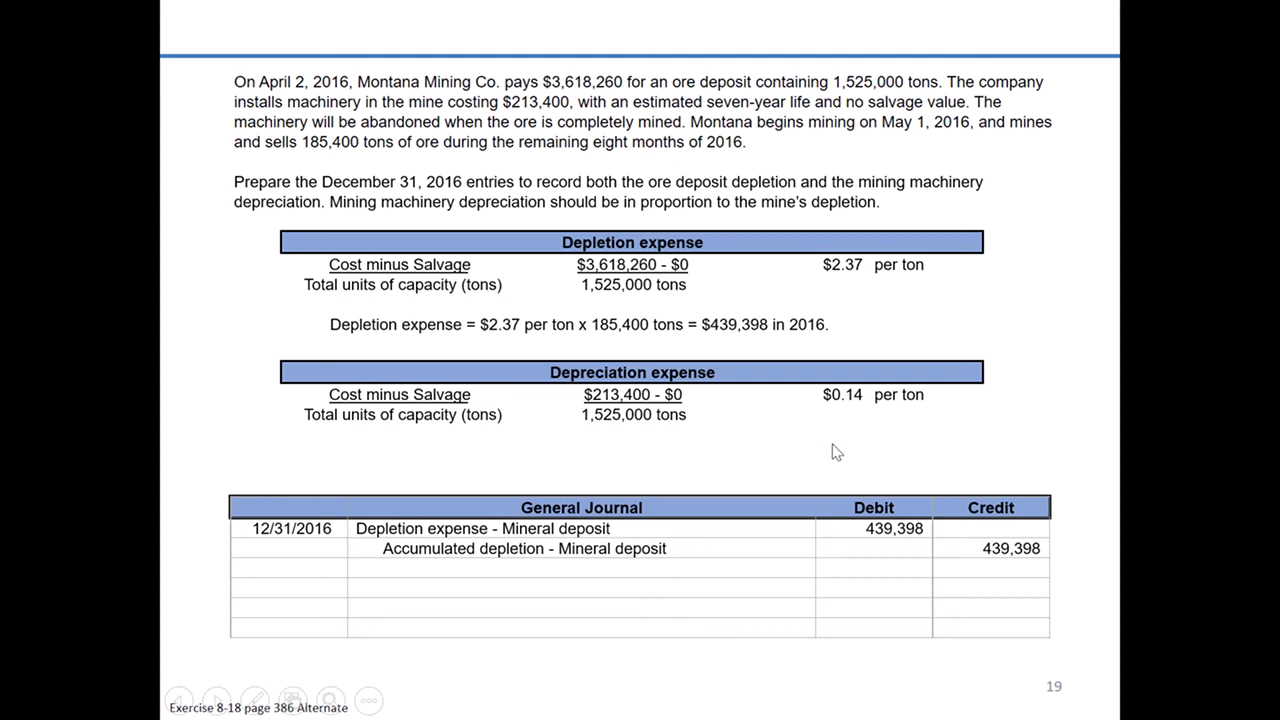 On April 2, 2016, Montana Mining Co. pays $3,618,260 for an ore deposit containing 1,525,000 tons. The company
installs machinery in the mine costing $213,400, with an estimated seven-year life and no salvage value. The
machinery will be abandoned when the ore is completely mined. Montana begins mining on May 1, 2016, and mines
and sells 185,400 tons of ore during the remaining eight months of 2016.
Prepare the December 31, 2016 entries to record both the ore deposit depletion and the mining machinery
depreciation. Mining machinery depreciation should be in proportion to the mine's depletion.
Depletion expense
Cost minus Salvage $3,618,260 - $0 $2.37 per ton
Total units of capacity (tons) 1,525,000 tons
Depletion expense = $2.37 per ton x 185,400 tons = $439,398 in 2016.
Depreciation expense
Cost minus Salvage $213,400 - $0 $0.14 per ton
Total units of capacity (tons) 1,525,000 tons
General Journal Debit Credit
12/31/2016 Depletion expense - Mineral deposit 439,398
Accumulated depletion - Mineral deposit 439,398
19
Exercise 8-18 page 386 Alternate